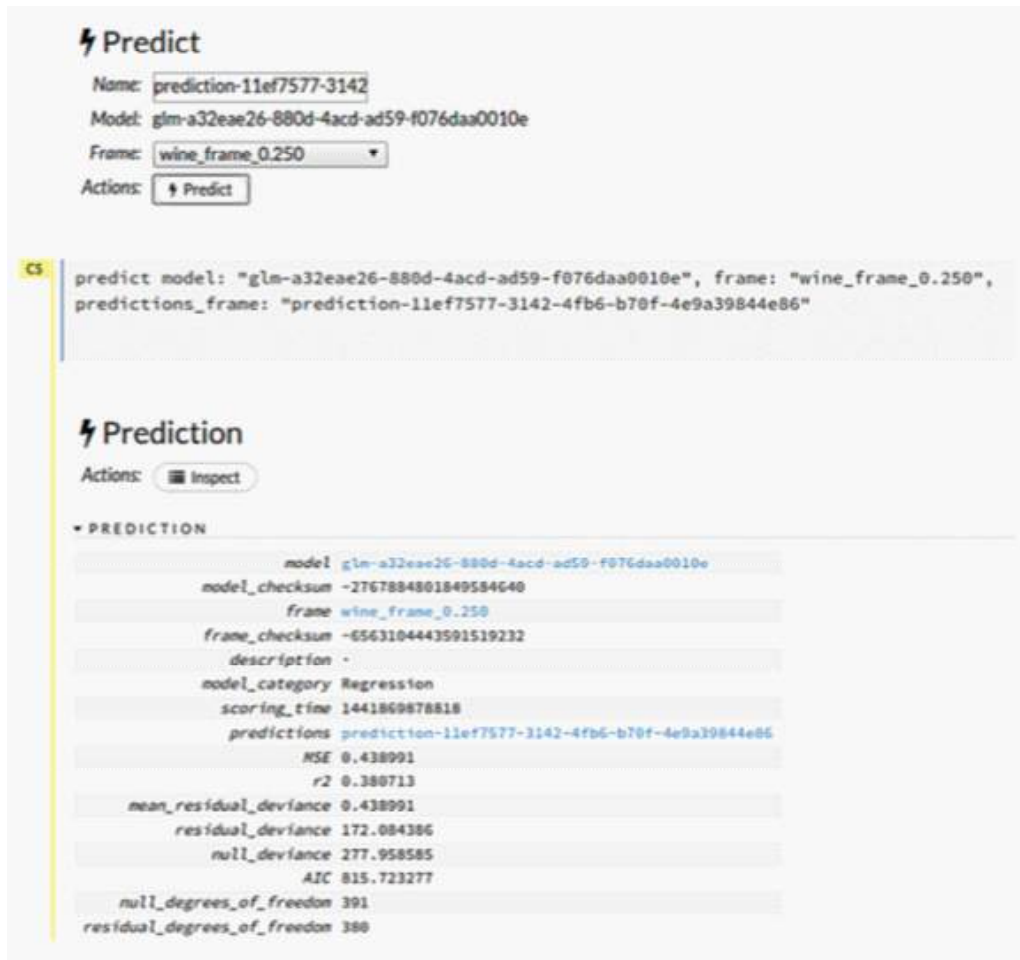 Predict
Name: prediction-11ef7577-3142
Model: glm-a32eae26-880d-4acd-ad59-f076daa0010e
Frame: wine_frame_0.250
Actions: Predict
CS
predict model: "glm-a32eae26-880d-4acd-ad59-f076daa0010e", frame: "wine_frame_0.250",
predictions_frame: "prediction-11ef7577-3142-4fb6-b70f-4e9a39844e86"
Prediction
Actions: Inspect
PREDICTION
model glm-a32eae26-880d-4acd-ad59-f076daa0010e
model_checksum -2767884801849584640
frame wine_frame_0.250
frame_checksum -6563104443591519232
description -
model_category Regression
scoring_time 1441869878818
predictions prediction-11ef7577-3142-4fb6-b70f-4e9a39844e86
MSE 0.438991
r2 0.380713
mean_residual_deviance 0.438991
residual_deviance 172.084386
null_deviance 277.958585
AIC 815.723277
null_degrees_of_freedom 391
residual_degrees_of_freedom 380